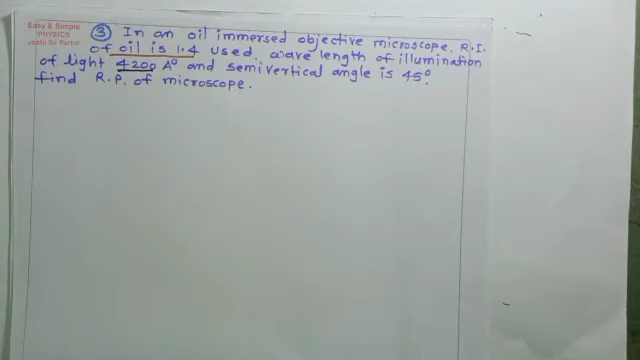 Easy & Simple
PHYSICS
Joshi Sir Partur
③ In an oil immersed objective microscope, R.I.
of oil is 1.4 used. wave length of illumination
of light 4200 A° and semivertical angle is 45°.
find R.P. of microscope.